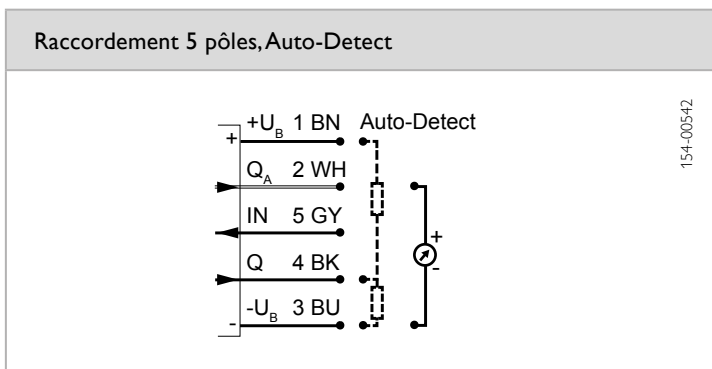 Raccordement 5 pôles, Auto-Detect
+U_B 1 BN Auto-Detect
+
Q_A 2 WH
IN 5 GY
+
Q 4 BK
-
-U_B 3 BU
-
154-00542